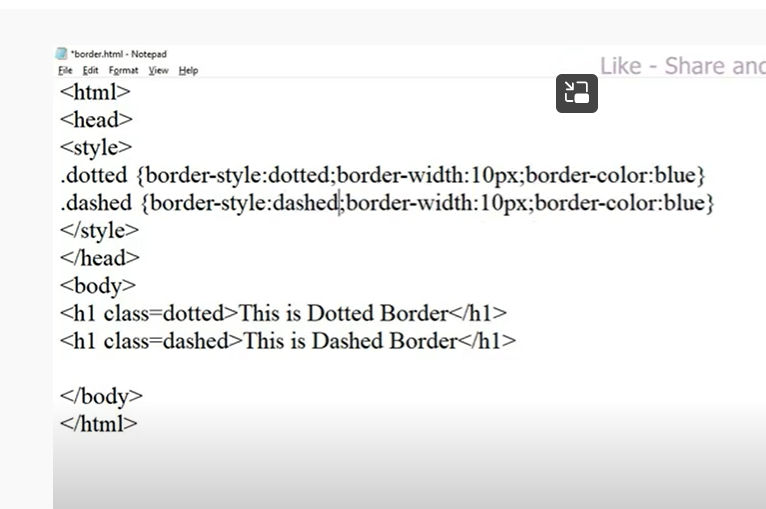 *border.html - Notepad
File Edit Format View Help
Like - Share and
<html>
<head>
<style>
.dotted {border-style:dotted;border-width:10px;border-color:blue}
.dashed {border-style:dashed;border-width:10px;border-color:blue}
</style>
</head>
<body>
<h1 class=dotted>This is Dotted Border</h1>
<h1 class=dashed>This is Dashed Border</h1>
</body>
</html>